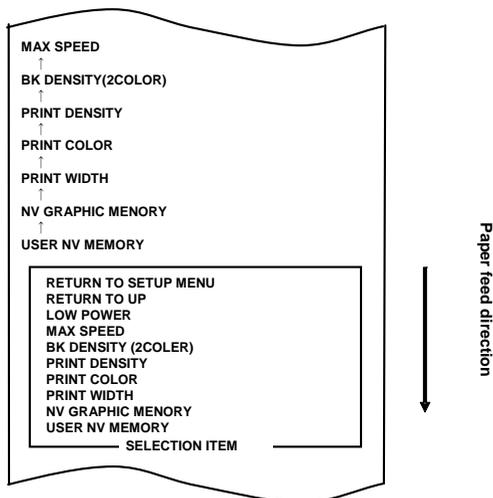 MAX SPEED
↑
BK DENSITY(2COLOR)
↑
PRINT DENSITY
↑
PRINT COLOR
↑
PRINT WIDTH
↑
NV GRAPHIC MENORY
↑
USER NV MEMORY
RETURN TO SETUP MENU
RETURN TO UP
LOW POWER
MAX SPEED
BK DENSITY (2COLER)
PRINT DENSITY
PRINT COLOR
PRINT WIDTH
NV GRAPHIC MENORY
USER NV MEMORY
SELECTION ITEM
Paper feed direction